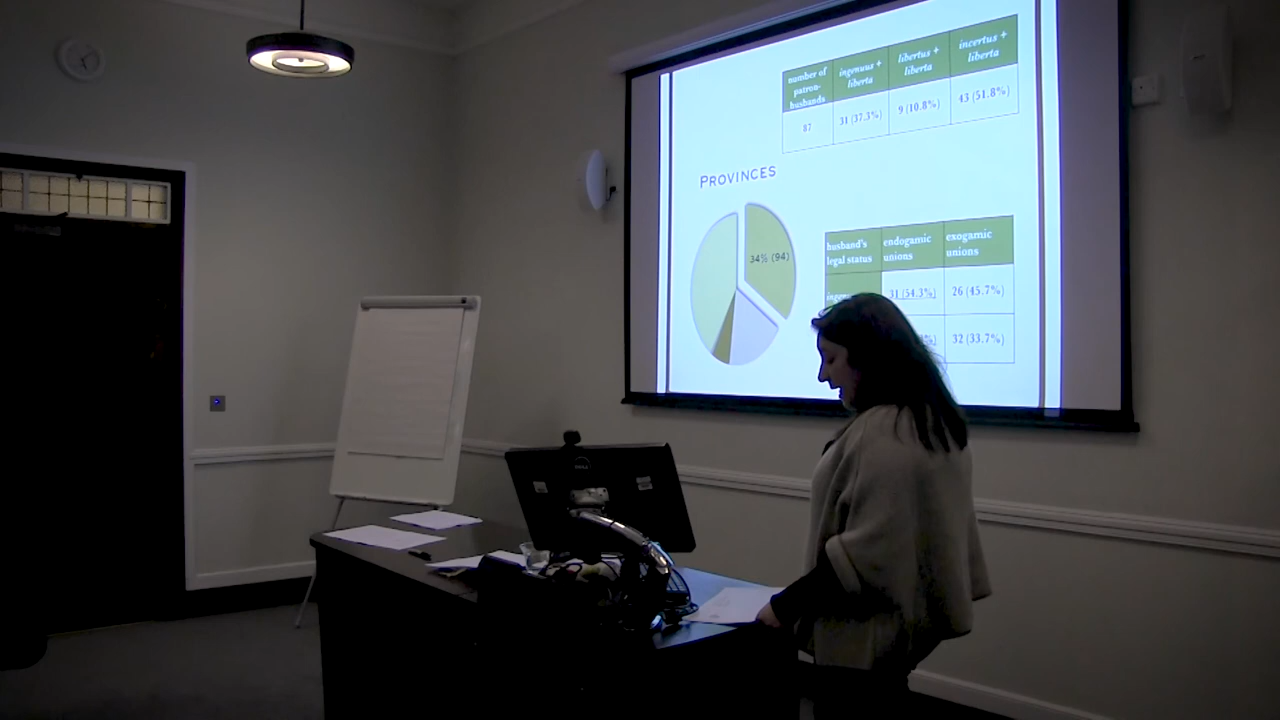 number of patron-husbands
ingenuus + liberta
libertus + liberta
incertus + liberta
87
31 (37.3%)
9 (10.8%)
43 (51.8%)
PROVINCES
34% (94)
husband's legal status
endogamic unions
exogamic unions
31 (54.3%)
26 (45.7%)
32 (33.7%)
DELL